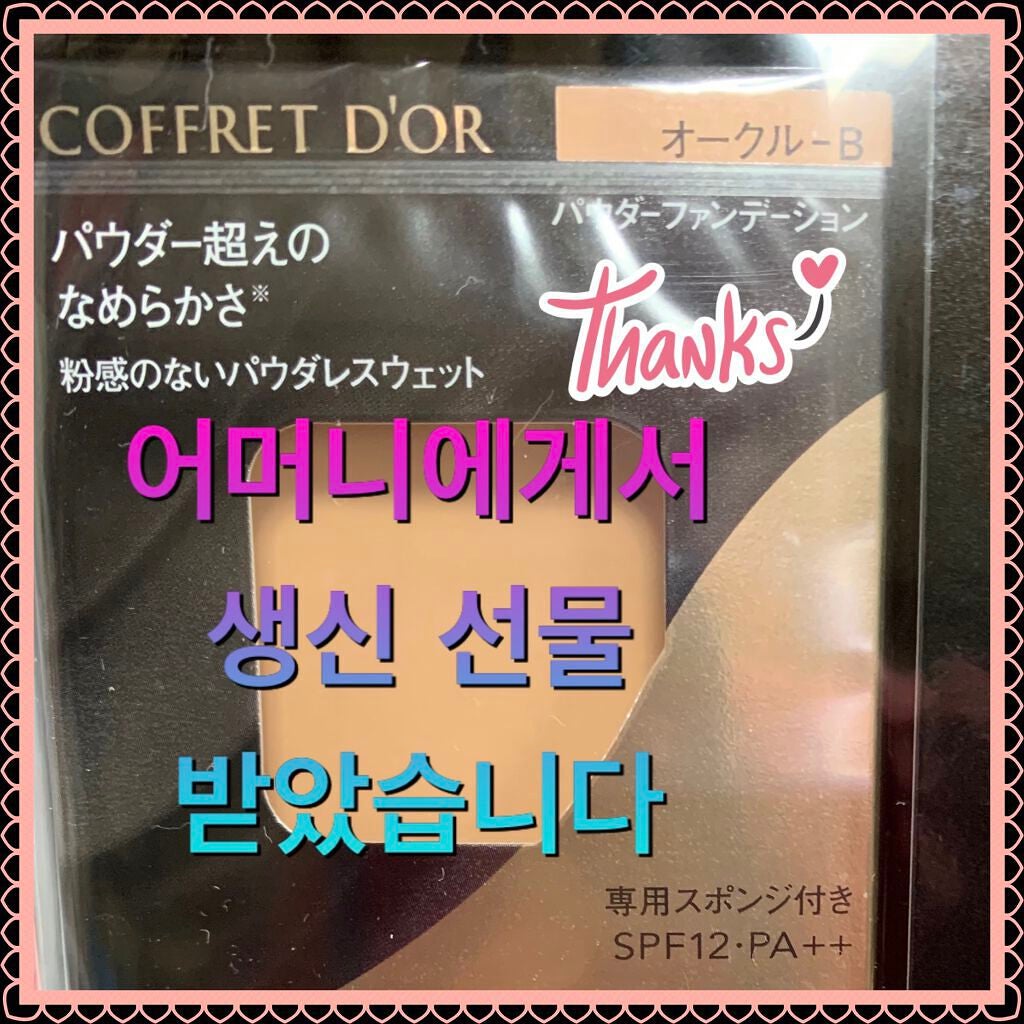 COFFRET D'OR
オークル-B
パウダーファンデーション
パウダー超えの
なめらかさ※
粉感のないパウダレスウェット
Thanks
어머니에게서
생신 선물
받았습니다
専用スポンジ付き
SPF12・PA++